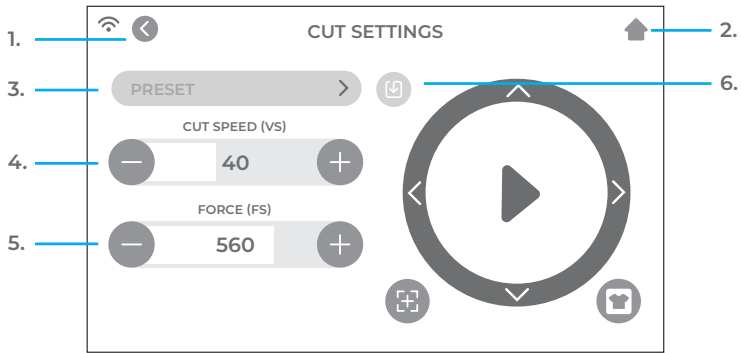 1.
CUT SETTINGS
2.
3.
PRESET
6.
CUT SPEED (VS)
4.
40
FORCE (FS)
5.
560